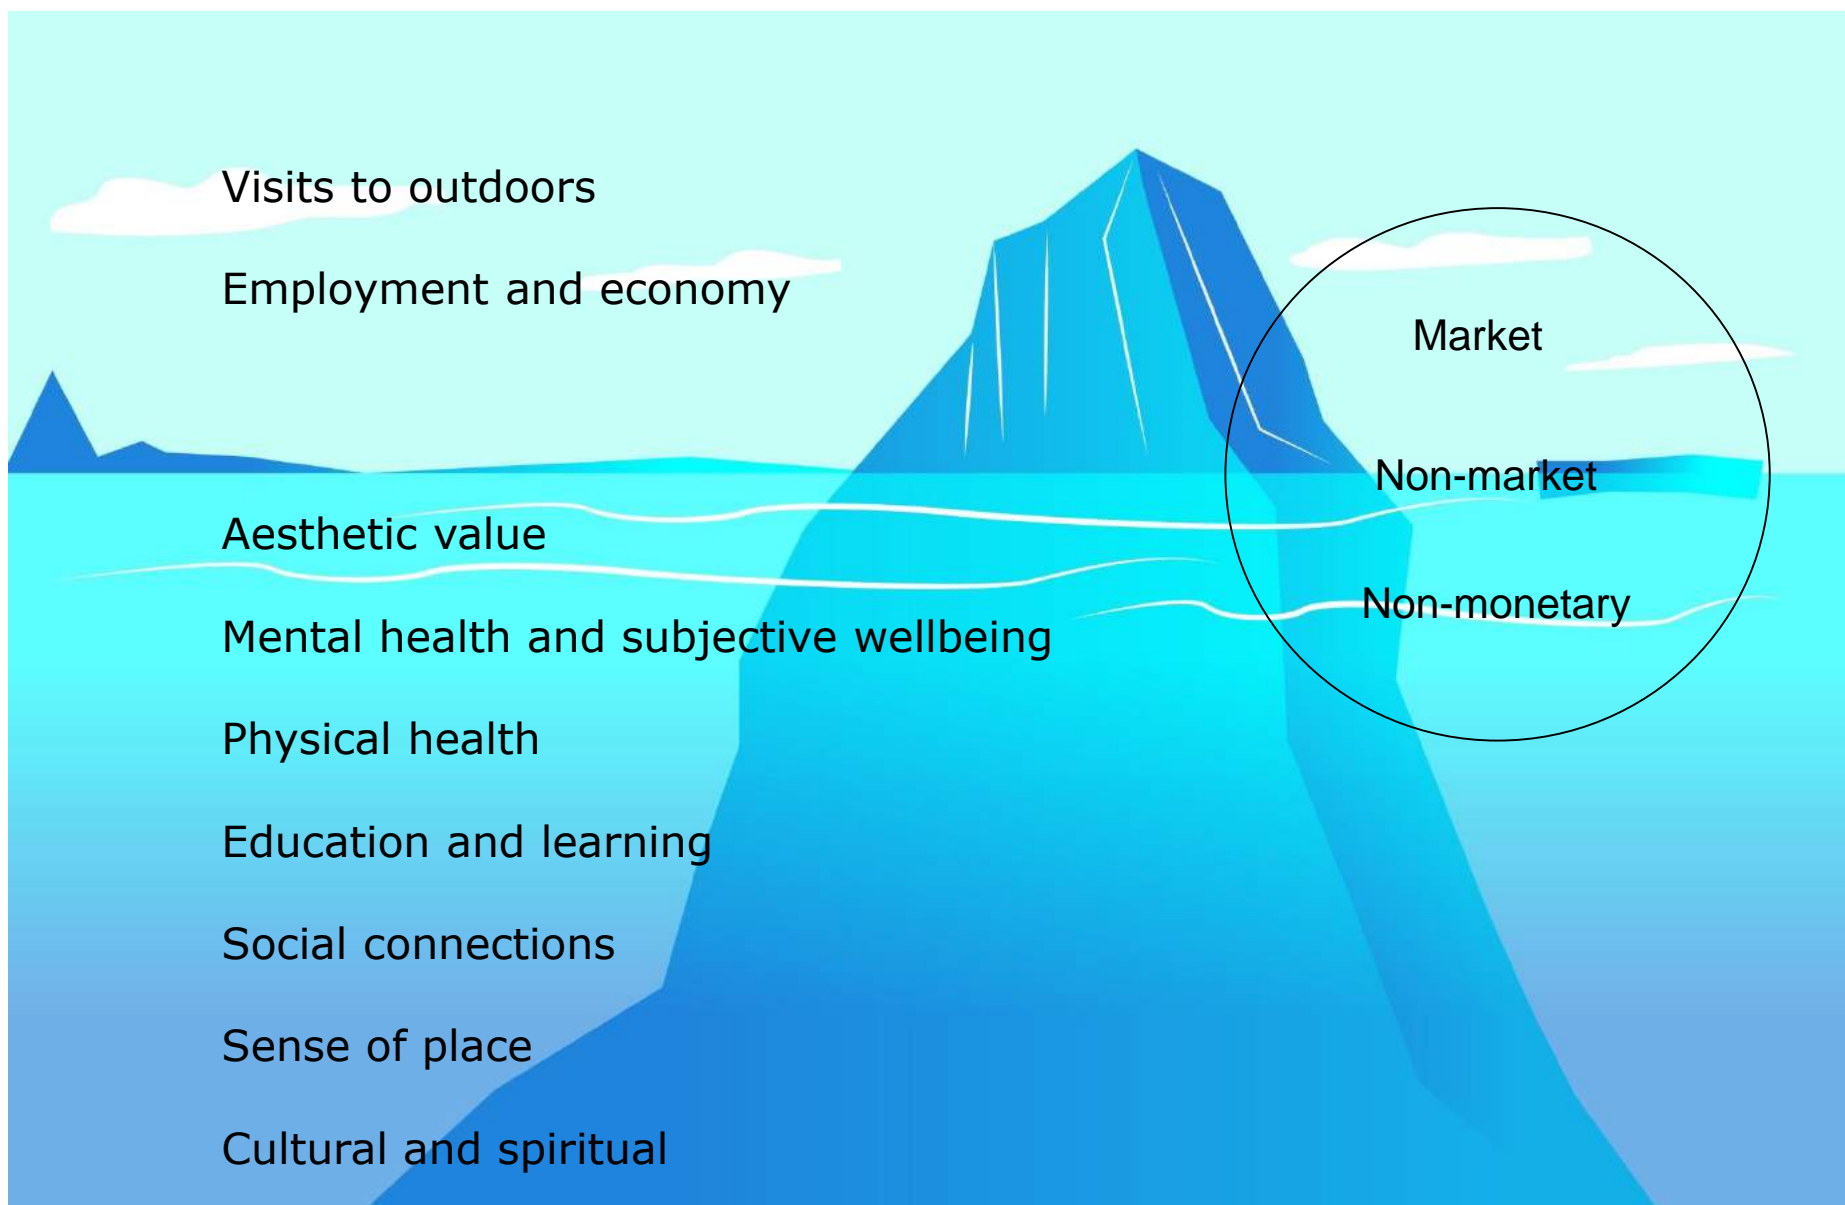 Visits to outdoors
Employment and economy
Market
Non-market
Aesthetic value
Non-monetary
Mental health and subjective wellbeing
Physical health
Education and learning
Social connections
Sense of place
Cultural and spiritual